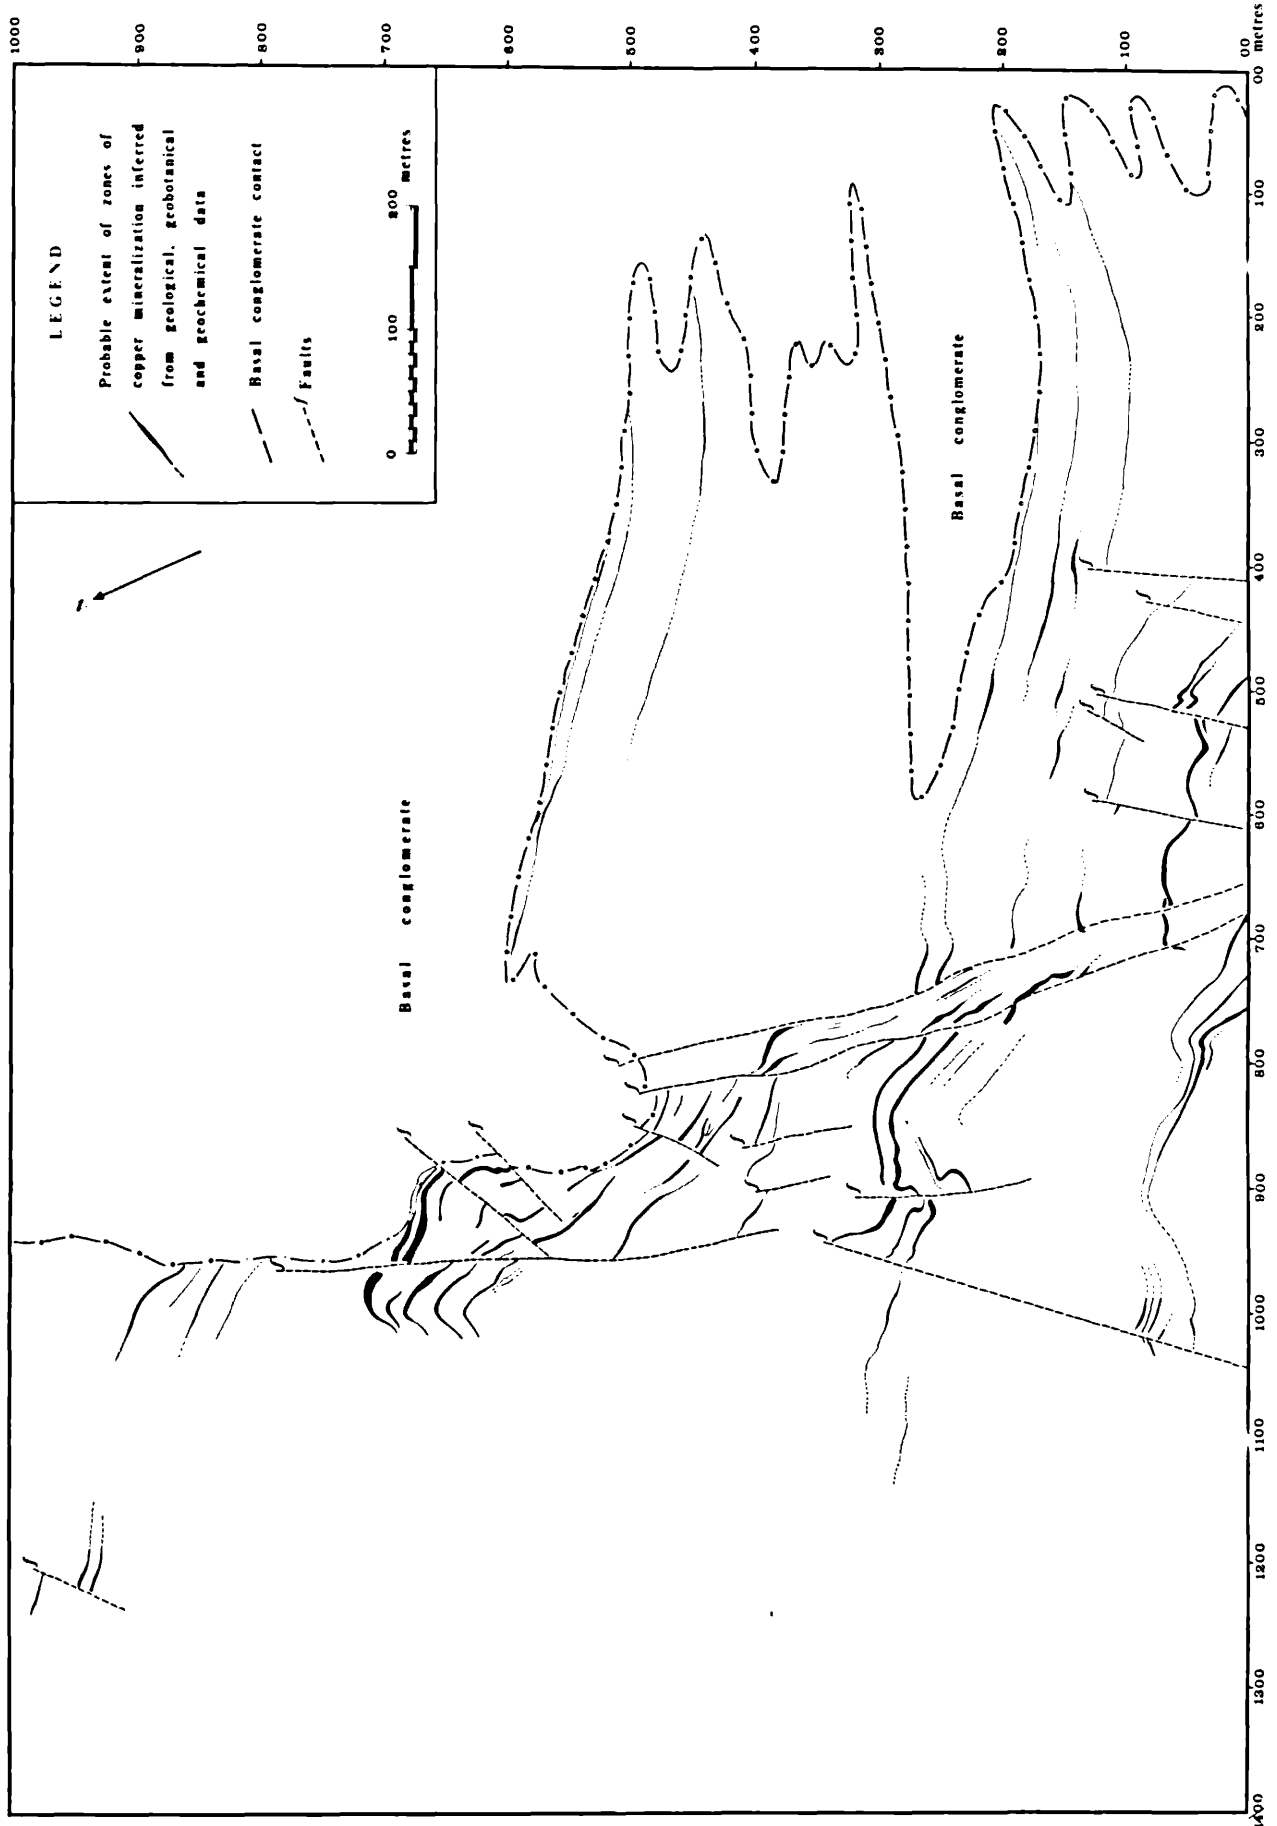 LEGEND
Probable extent of zones of
copper mineralization inferred
from geological, geobotanical
and geochemical data
Basal conglomerate contact
Faults
0 100 200 metres
Basal conglomerate
Basal conglomerate
1000
900
800
700
600
500
400
300
200
100
00 metres
00
100
200
300
400
500
600
700
800
900
1000
1100
1200
1300
1400